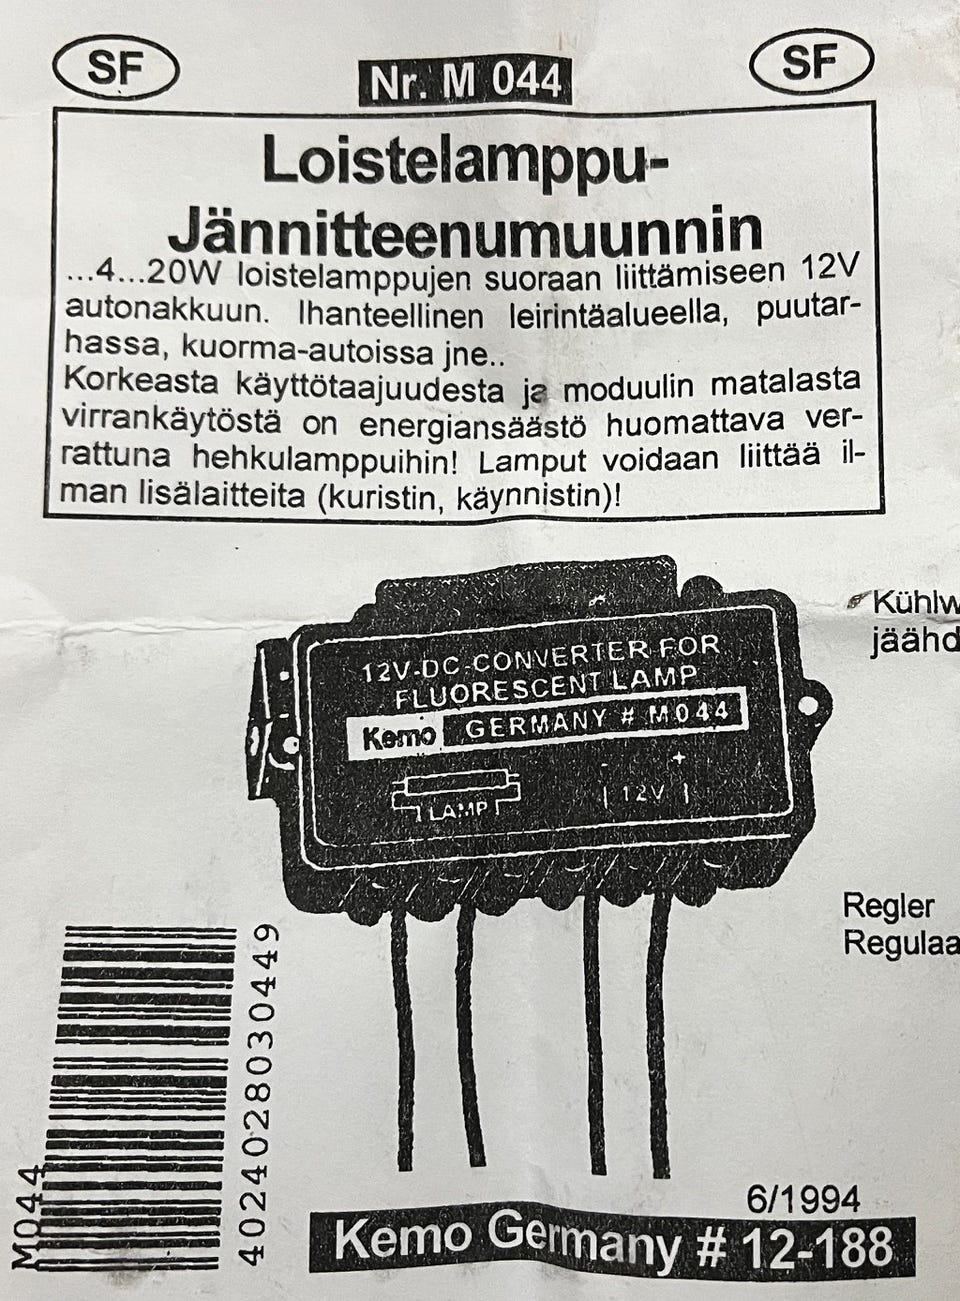 SF
Nr. M 044
SF
Loistelamppu-
Jännitteenumuunnin
...4...20W loistelamppujen suoraan liittämiseen 12V
autonakkuun. Ihanteellinen leirintäalueella, puutar-
hassa, kuorma-autoissa jne..
Korkeasta käyttötaajuudesta ja moduulin matalasta
virrankäytöstä on energiansäästö huomattava ver-
rattuna hehkulamppuihin! Lamput voidaan liittää il-
man lisälaitteita (kuristin, käynnistin)!
Kühlw
jäähd
12V-DC-CONVERTER FOR
FLUORESCENT LAMP
Kemo GERMANY # M044
- +
LAMP
12V
Regler
Regulaa
M044
4024028030449
6/1994
Kemo Germany # 12-188